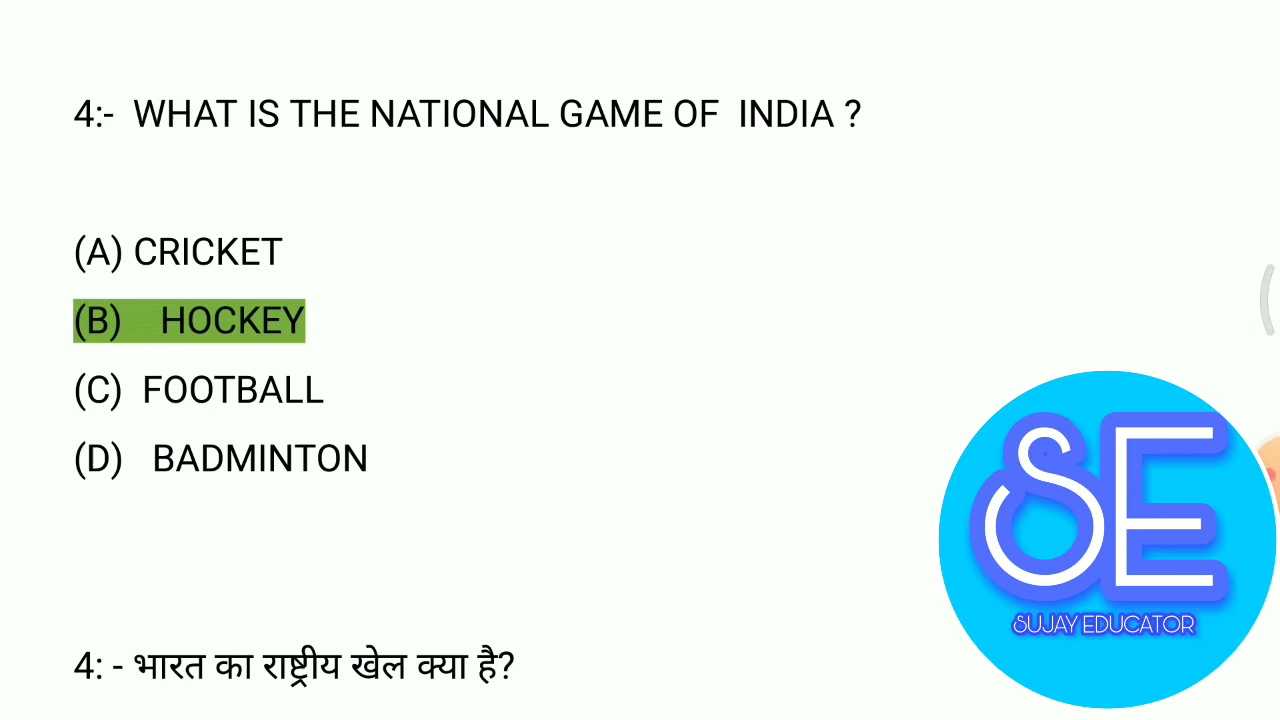 4:- WHAT IS THE NATIONAL GAME OF INDIA ?
(A) CRICKET
(B) HOCKEY
(C) FOOTBALL
(D) BADMINTON
SE
SUJAY EDUCATOR
4: - भारत का राष्ट्रीय खेल क्या है?